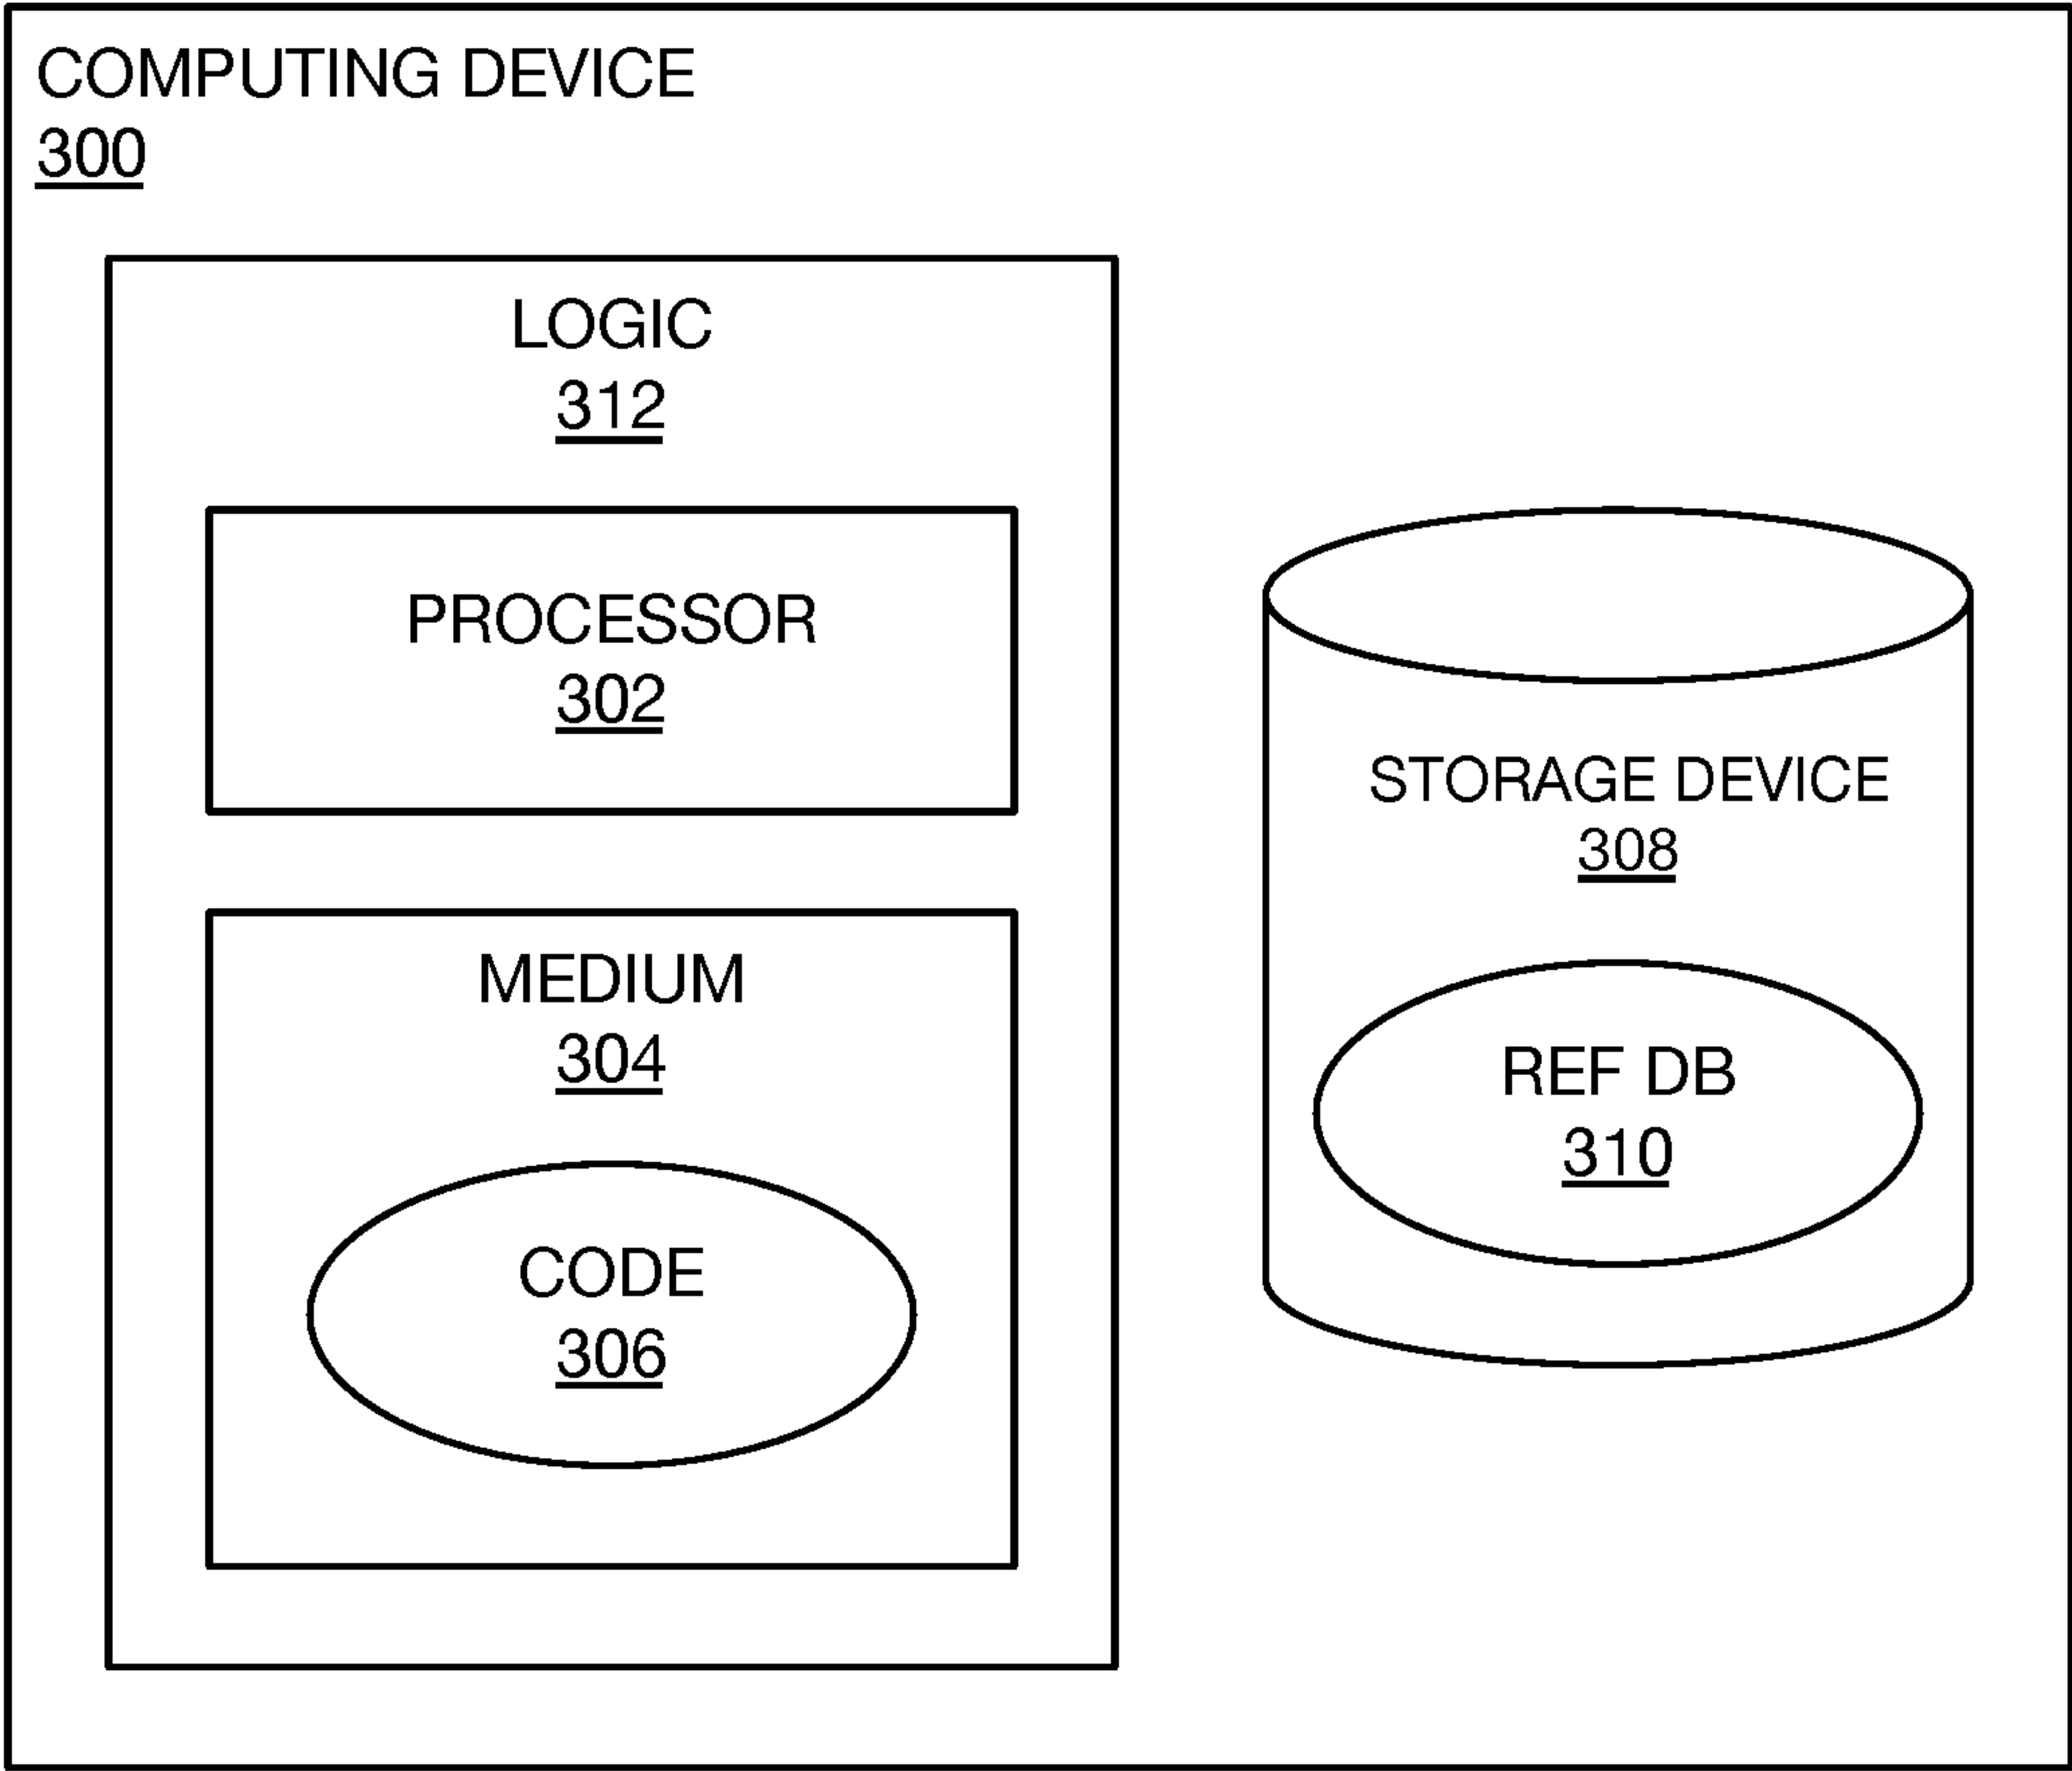 COMPUTING DEVICE
300
LOGIC
312
PROCESSOR
302
MEDIUM
304
CODE
306
STORAGE DEVICE
308
REF DB
310